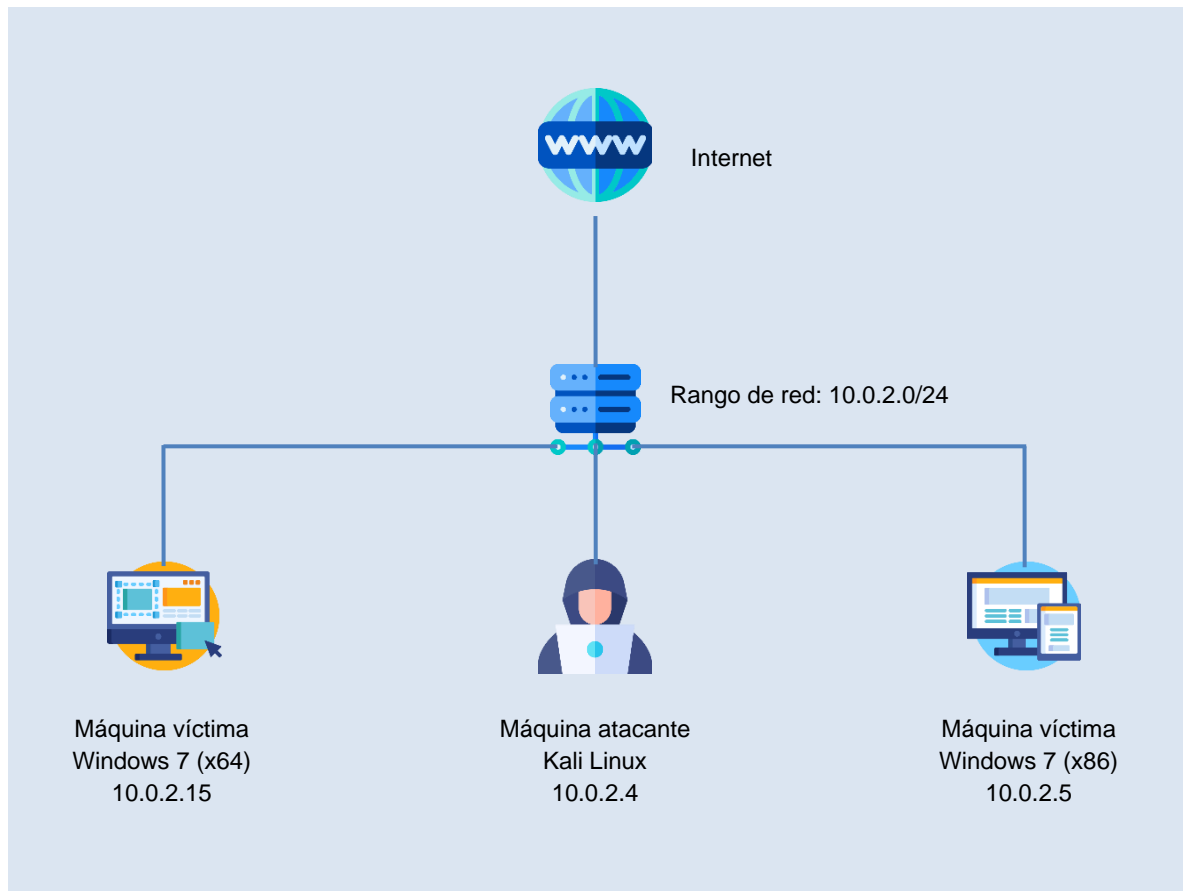 www
Internet
Rango de red: 10.0.2.0/24
Máquina víctima
Windows 7 (x64)
10.0.2.15
Máquina atacante
Kali Linux
10.0.2.4
Máquina víctima
Windows 7 (x86)
10.0.2.5